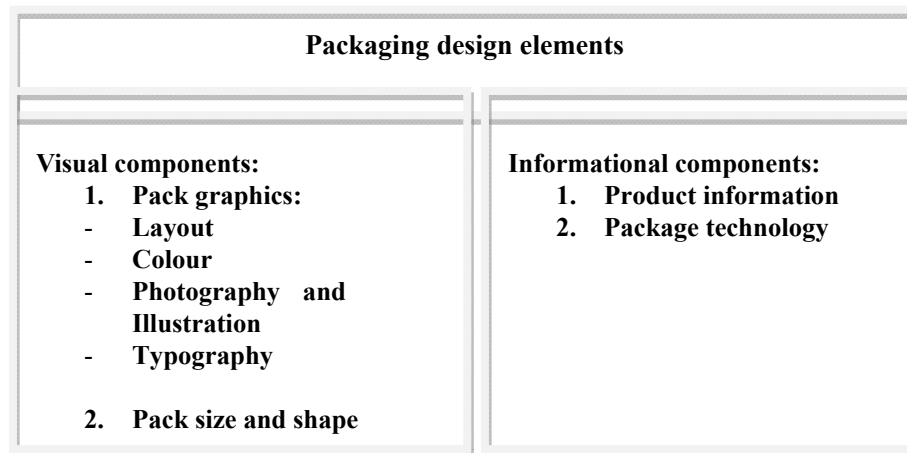 Packaging design elements
Visual components:
1. Pack graphics:
- Layout
- Colour
- Photography and
Illustration
- Typography
2. Pack size and shape
Informational components:
1. Product information
2. Package technology